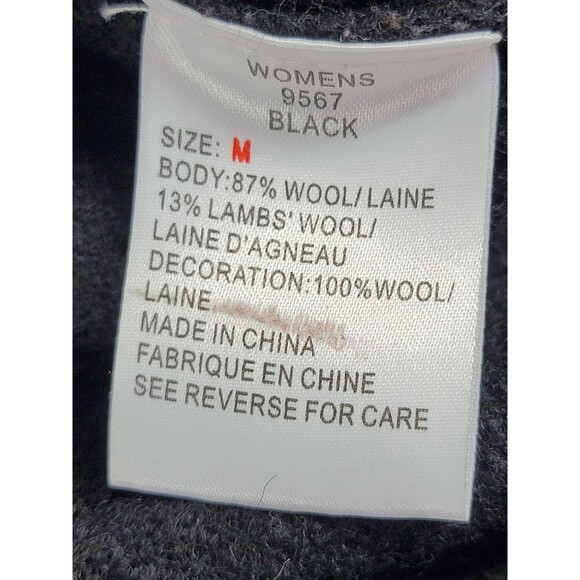 WOMENS
9567
BLACK
SIZE: M
BODY:87% WOOL/LAINE
13% LAMBS' WOOL/
LAINE D'AGNEAU
DECORATION:100%WOOL/
LAINE
MADE IN CHINA
FABRIQUE EN CHINE
SEE REVERSE FOR CARE